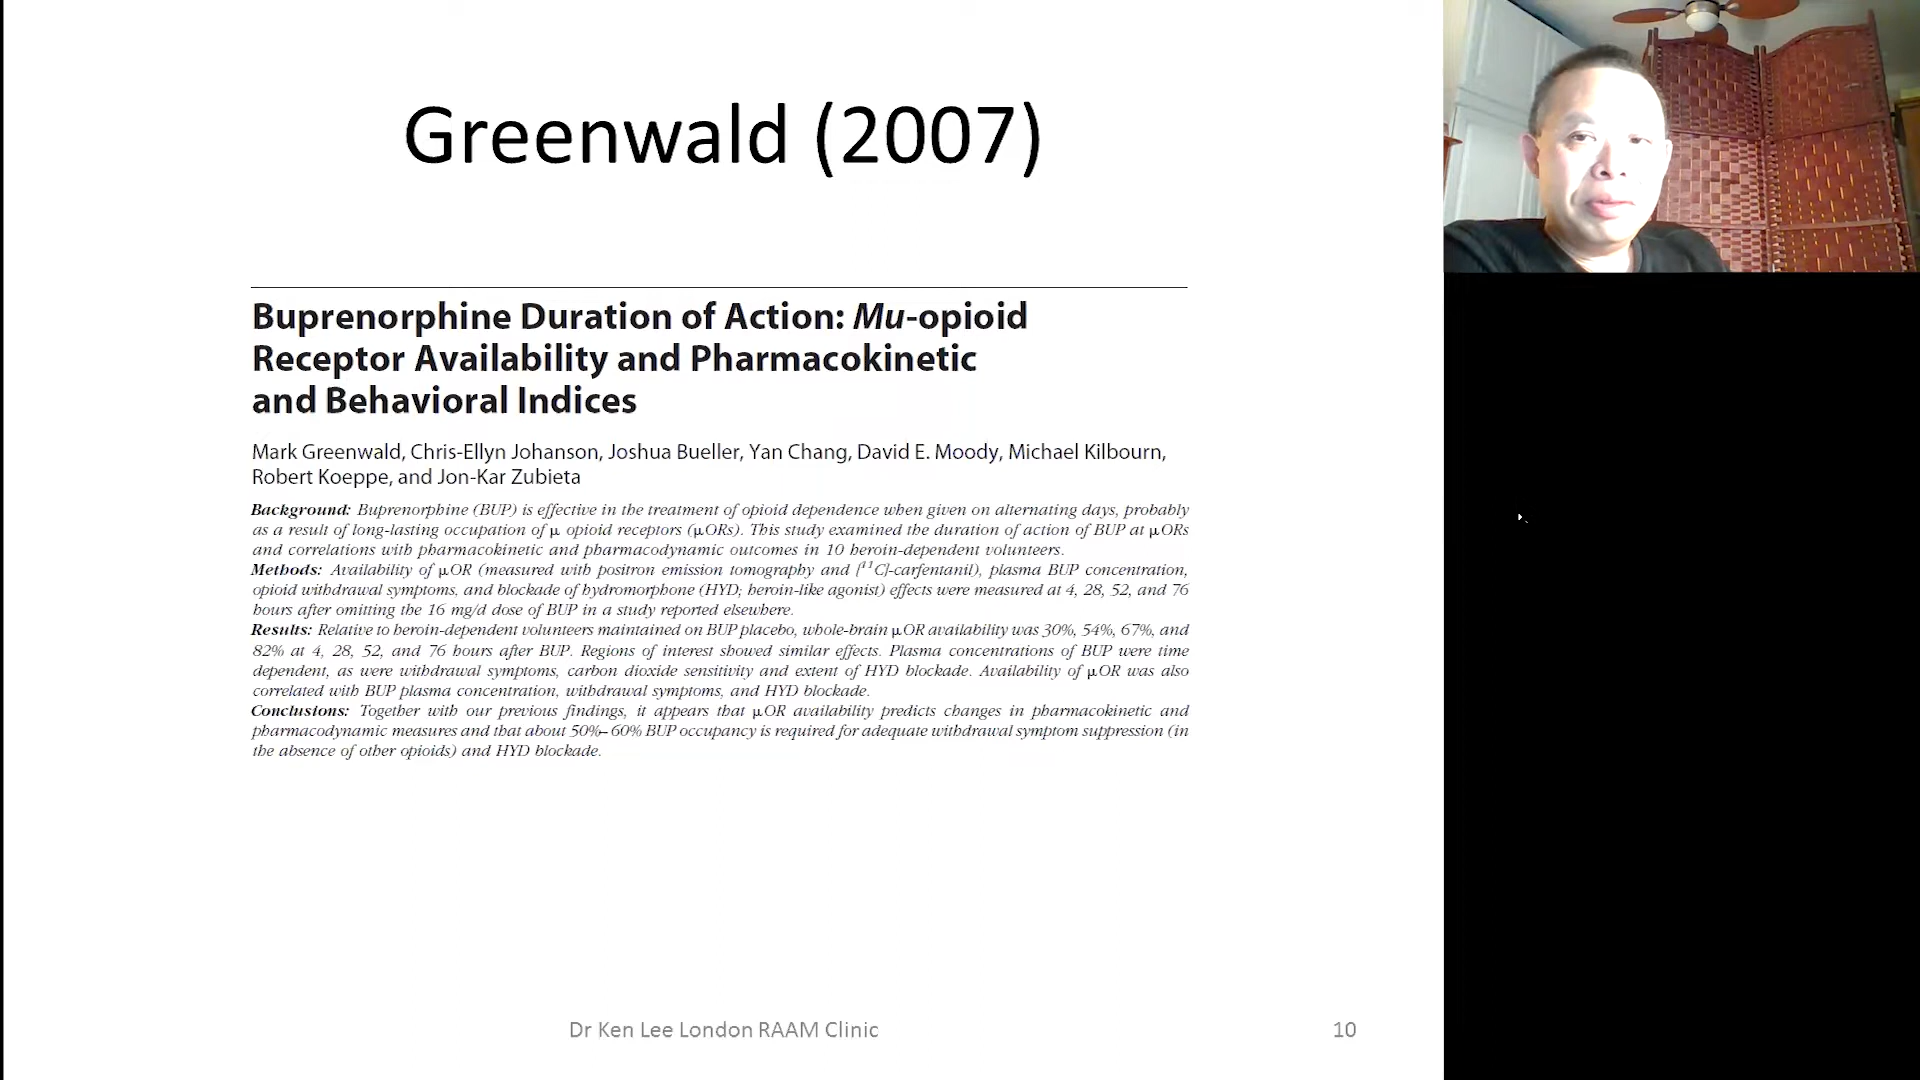 Greenwald (2007)
Buprenorphine Duration of Action: Mu-opioid
Receptor Availability and Pharmacokinetic
and Behavioral Indices
Mark Greenwald, Chris-Ellyn Johanson, Joshua Bueller, Yan Chang, David E. Moody, Michael Kilbourn,
Robert Koeppe, and Jon-Kar Zubieta
Background: Buprenorphine (BUP) is effective in the treatment of opioid dependence when given on alternating days, probably
as a result of long-lasting occupation of μ opioid receptors (μORs). This study examined the duration of action of BUP at μORs
and correlations with pharmacokinetic and pharmacodynamic outcomes in 10 heroin-dependent volunteers.
Methods: Availability of μOR (measured with positron emission tomography and [¹¹C]-carfentanil), plasma BUP concentration,
opioid withdrawal symptoms, and blockade of hydromorphone (HYD; heroin-like agonist) effects were measured at 4, 28, 52, and 76
hours after omitting the 16 mg/d dose of BUP in a study reported elsewhere.
Results: Relative to heroin-dependent volunteers maintained on BUP placebo, whole-brain μOR availability was 30%, 54%, 67%, and
82% at 4, 28, 52, and 76 hours after BUP. Regions of interest showed similar effects. Plasma concentrations of BUP were time
dependent, as were withdrawal symptoms, carbon dioxide sensitivity and extent of HYD blockade. Availability of μOR was also
correlated with BUP plasma concentration, withdrawal symptoms, and HYD blockade.
Conclusions: Together with our previous findings, it appears that μOR availability predicts changes in pharmacokinetic and
pharmacodynamic measures and that about 50%–60% BUP occupancy is required for adequate withdrawal symptom suppression (in
the absence of other opioids) and HYD blockade.
Dr Ken Lee London RAAM Clinic
10